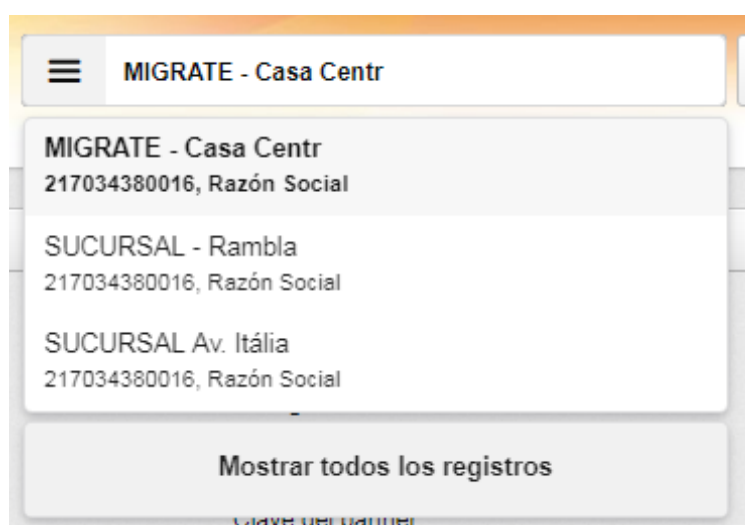 MIGRATE - Casa Centr
MIGRATE - Casa Centr
217034380016, Razón Social
SUCURSAL - Rambla
217034380016, Razón Social
SUCURSAL Av. Itália
217034380016, Razón Social
Mostrar todos los registros